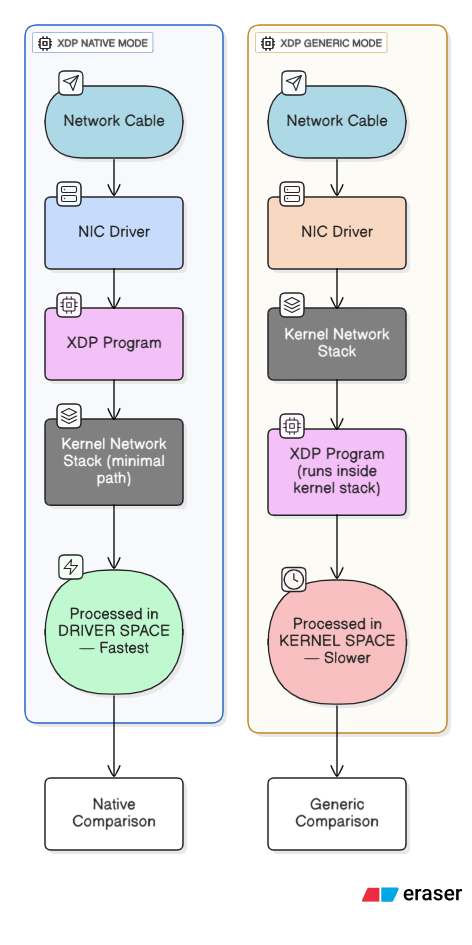 XDP NATIVE MODE
Network Cable
NIC Driver
XDP Program
Kernel Network
Stack (minimal
path)
Processed in
DRIVER SPACE
— Fastest
Native
Comparison
XDP GENERIC MODE
Network Cable
NIC Driver
Kernel Network
Stack
XDP Program
(runs inside
kernel stack)
Processed in
KERNEL SPACE
— Slower
Generic
Comparison
eraser